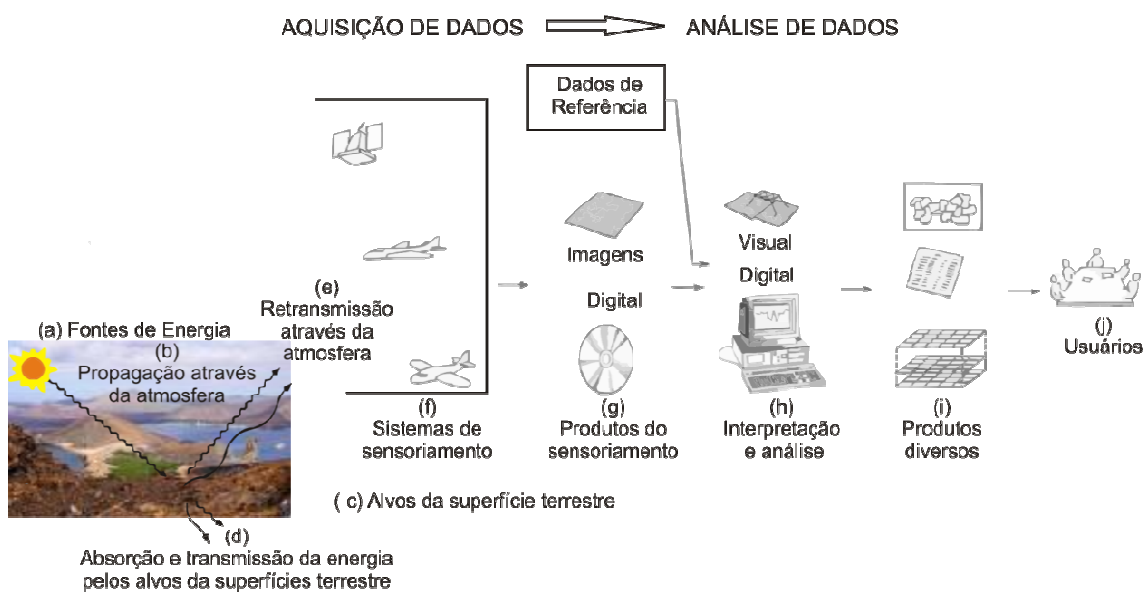 AQUISIÇÃO DE DADOS
ANÁLISE DE DADOS
Dados de
Referência
Imagens
Digital
Visual
Digital
(a) Fontes de Energia
(b)
Propagação através
da atmosfera
(c) Alvos da superfície terrestre
(d)
Absorção e transmissão da energia
pelos alvos da superfícies terrestre
(e)
Retransmissão
através da
atmosfera
(f)
Sistemas de
sensoriamento
(g)
Produtos do
sensoriamento
(h)
Interpretação
e análise
(i)
Produtos
diversos
(j)
Usuários